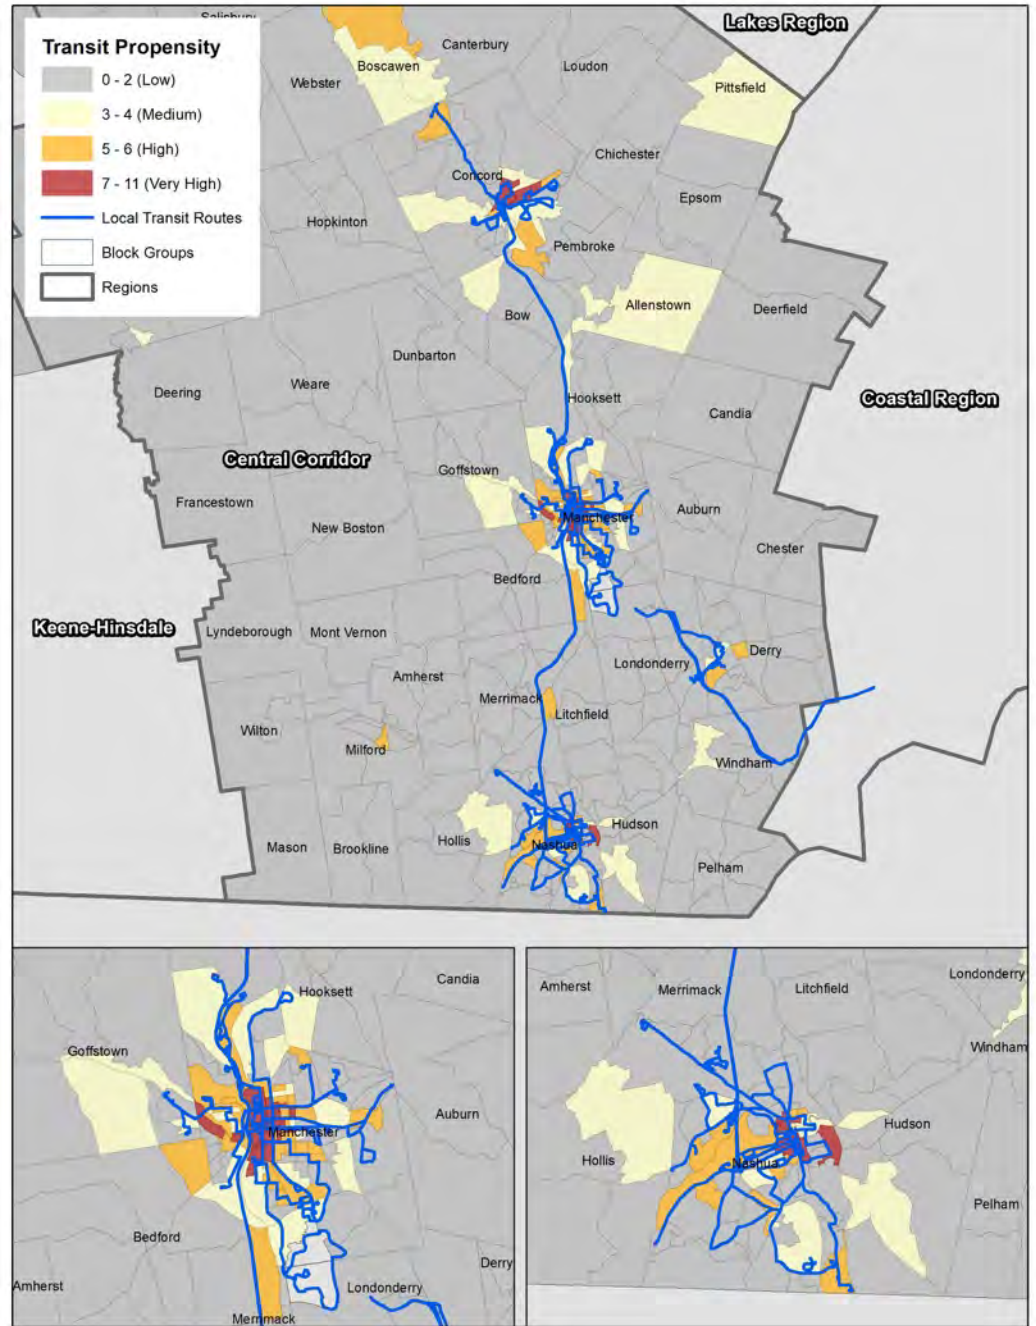 Salisbury
Lakes Region
Transit Propensity
0 - 2 (Low)
3 - 4 (Medium)
5 - 6 (High)
7 - 11 (Very High)
Local Transit Routes
Block Groups
Regions
Canterbury
Boscawen
Loudon
Webster
Pittsfield
Chichester
Concord
Epsom
Hopkinton
Pembroke
Allenstown
Deerfield
Bow
Dunbarton
Weare
Deering
Hooksett
Coastal Region
Candia
Central Corridor
Goffstown
Francestown
Auburn
Manchester
New Boston
Chester
Bedford
Keene-Hinsdale
Lyndeborough
Mont Vernon
Derry
Londonderry
Amherst
Merrimack
Litchfield
Wilton
Milford
Windham
Hudson
Hollis
Nashua
Mason
Brookline
Pelham
Candia
Hooksett
Goffstown
Auburn
Manchester
Bedford
Derry
Amherst
Londonderry
Merrimack
Londonderry
Amherst
Merrimack
Litchfield
Windham
Hudson
Hollis
Nashua
Pelham